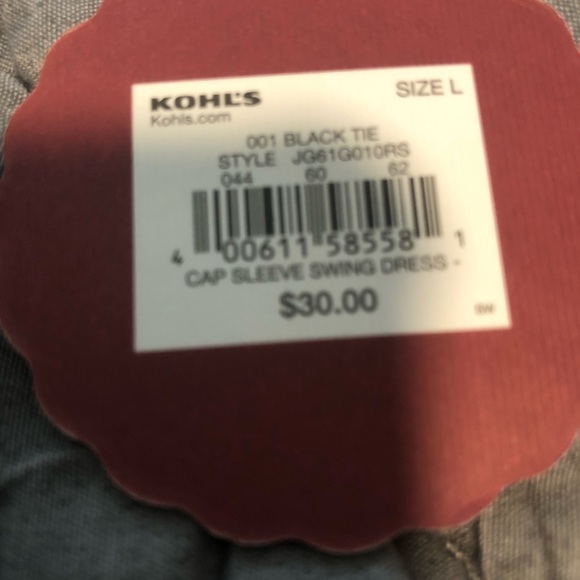 KOHL'S
SIZE L
Kohls.com
001 BLACK TIE
STYLE JG61G010RS
044 60 62
4 00611 58558 1
CAP SLEEVE SWING DRESS -
$30.00
SW